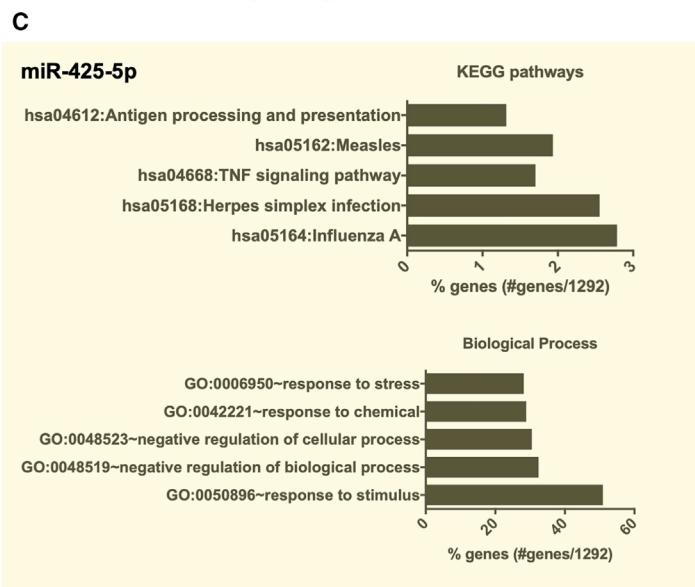 C
miR-425-5p
KEGG pathways
hsa04612:Antigen processing and presentation
hsa05162:Measles
hsa04668:TNF signaling pathway
hsa05168:Herpes simplex infection
hsa05164:Influenza A
0 1 2 3
% genes (#genes/1292)
Biological Process
GO:0006950~response to stress
GO:0042221~response to chemical
GO:0048523~negative regulation of cellular process
GO:0048519~negative regulation of biological process
GO:0050896~response to stimulus
0 20 40 60
% genes (#genes/1292)